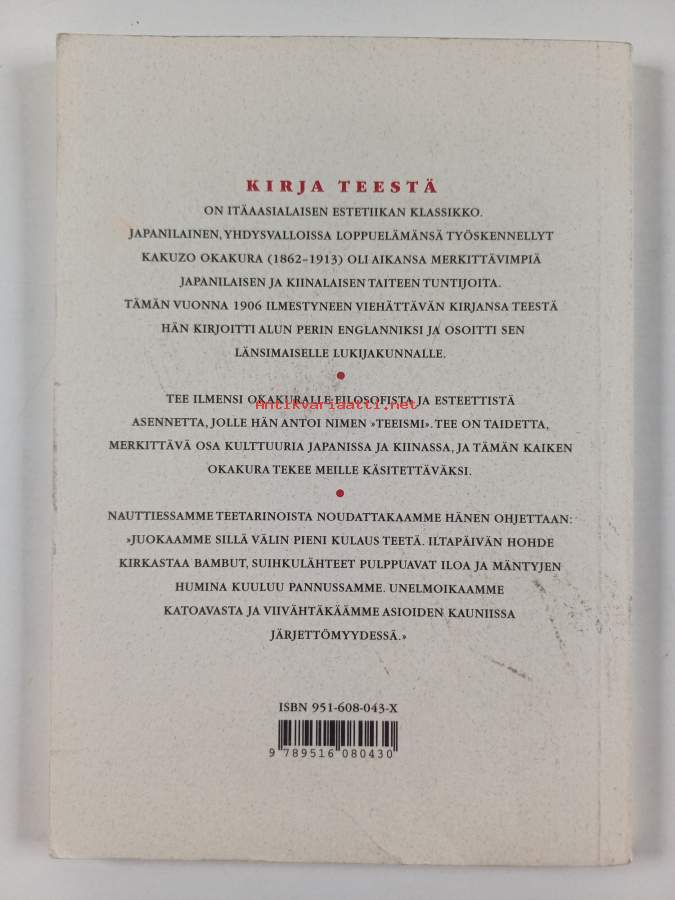 KIRJA TEESTÄ
ON ITÄAASIALAISEN ESTETIIKAN KLASSIKKO.
JAPANILAINEN, YHDYSVALLOISSA LOPPUELÄMÄNSÄ TYÖSKENNELLYT
KAKUZO OKAKURA (1862–1913) OLI AIKANSA MERKITTÄVIMPIÄ
JAPANILAISEN JA KIINALAISEN TAITEEN TUNTIJOITA.
TÄMÄN VUONNA 1906 ILMESTYNEEN VIEHÄTTÄVÄN KIRJANSA TEESTÄ
HÄN KIRJOITTI ALUN PERIN ENGLANNIKSI JA OSOITTI SEN
LÄNSIMAISELLE LUKIJAKUNNALLE.
TEE ILMENSI OKAKURALLE FILOSOFISTA JA ESTEETTISTÄ
Antikvariaatti.net
ASENNETTA, JOLLE HÄN ANTOI NIMEN »TEEISMI». TEE ON TAIDETTA,
MERKITTÄVÄ OSA KULTTUURIA JAPANISSA JA KIINASSA, JA TÄMÄN KAIKEN
OKAKURA TEKEE MEILLE KÄSITETTÄVÄKSI.
NAUTTIESSAMME TEETARINOISTA NOUDATTAKAAMME HÄNEN OHJETTAAN:
»JUOKAAMME SILLÄ VÄLIN PIENI KULAUS TEETÄ. ILTAPÄIVÄN HOHDE
KIRKASTAA BAMBUT, SUIHKULÄHTEET PULPPUAVAT ILOA JA MÄNTYJEN
HUMINA KUULUU PANNUSSAMME. UNELMOIKAAMME
KATOAVASTA JA VIIVÄHTÄKÄÄMME ASIOIDEN KAUNIISSA
JÄRJETTÖMYYDESSÄ.»
ISBN 951-608-043-X
9 789516 080430